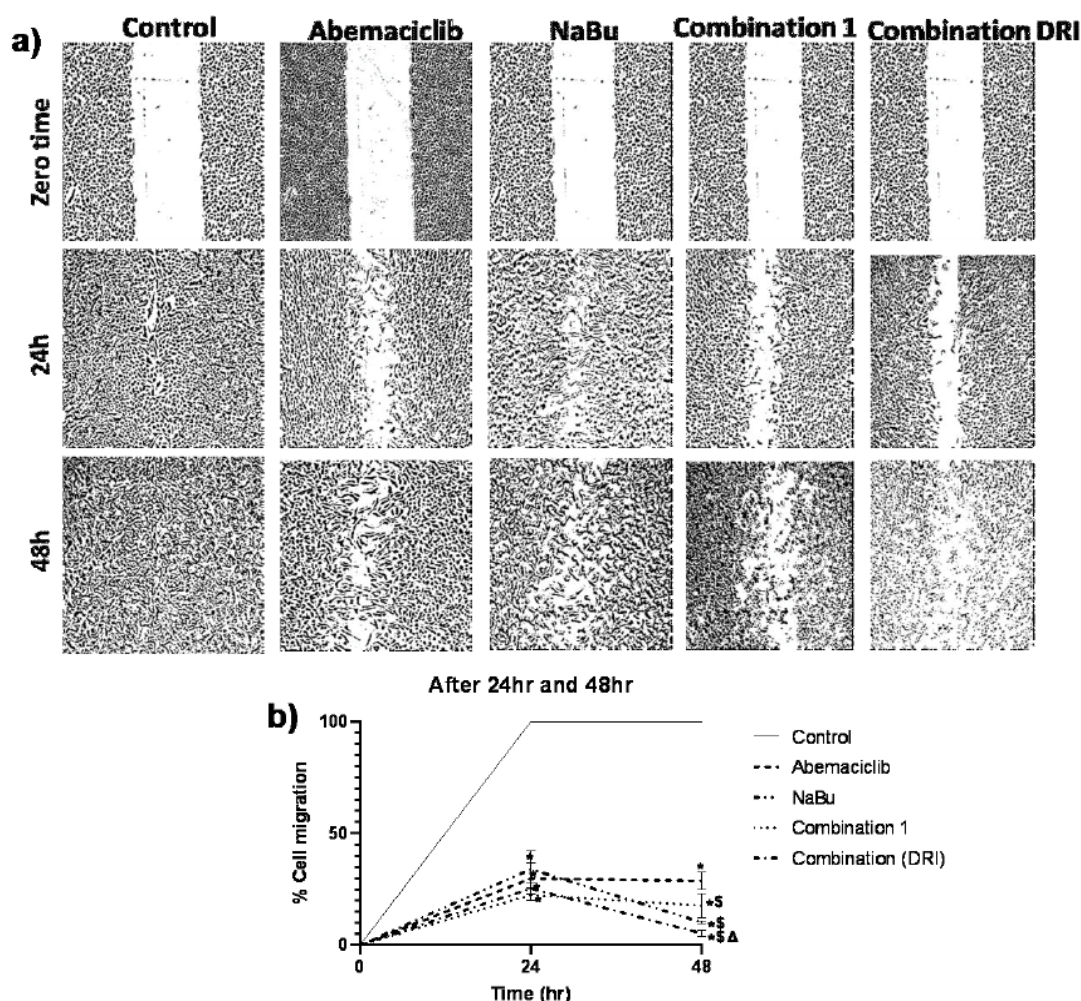 a)
Control Abemaciclib NaBu Combination 1 Combination DRI
Zero time
24h
48h
After 24hr and 48hr
b)
% Cell migration
100
50
0
0 24 48
Time (hr)
*
*
*
*
*
*$
*$
*$ Δ
Control
Abemaciclib
NaBu
Combination 1
Combination (DRI)